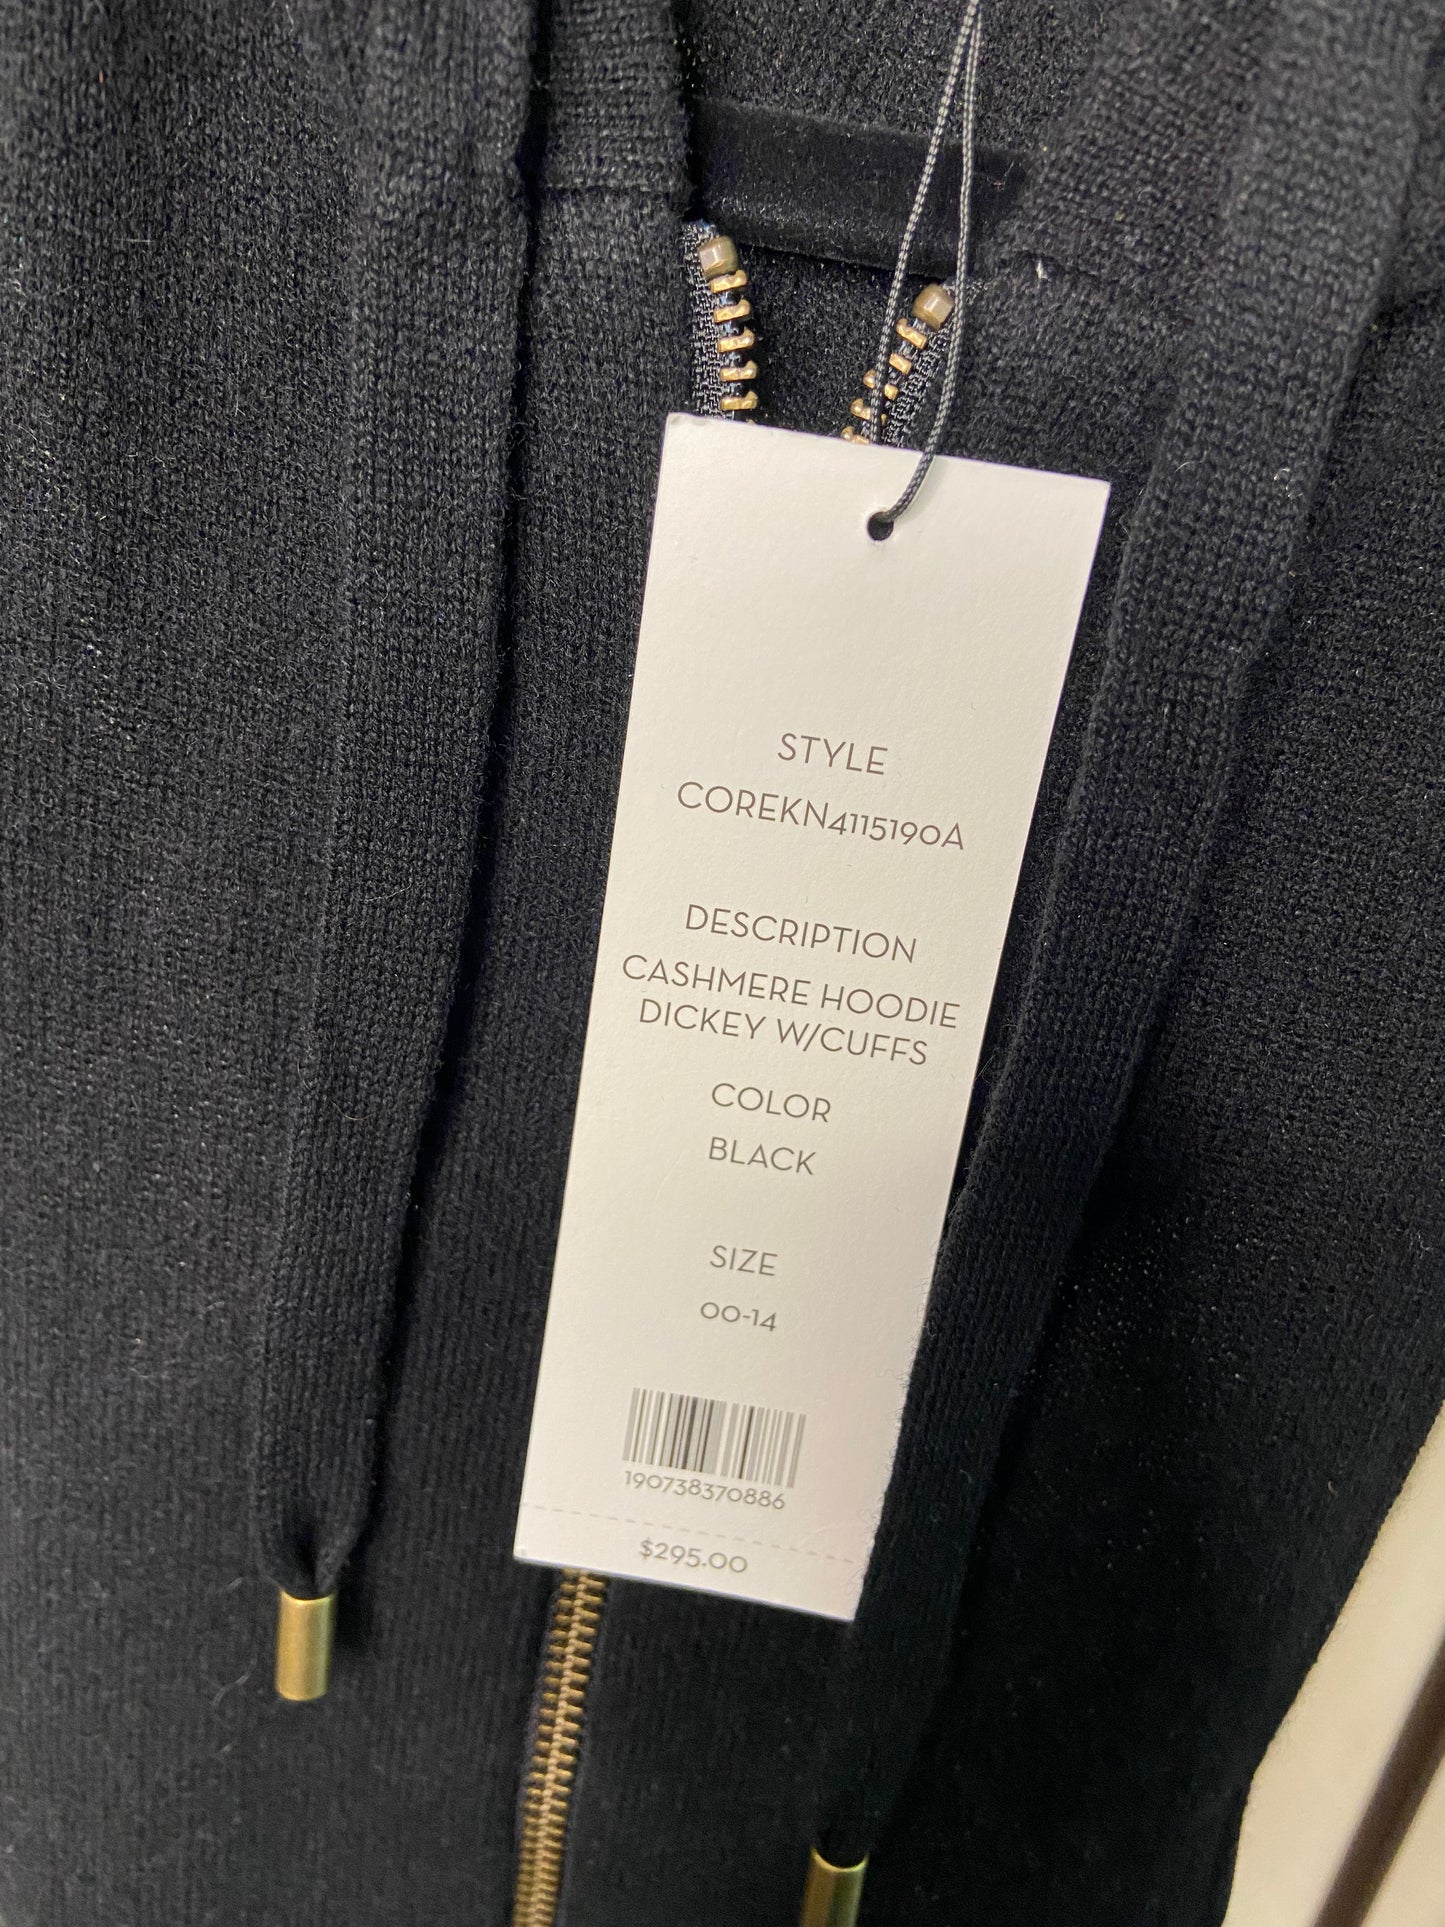 STYLE
COREKN4115190A
DESCRIPTION
CASHMERE HOODIE
DICKEY W/CUFFS
COLOR
BLACK
SIZE
00-14
190738370886
$295.00